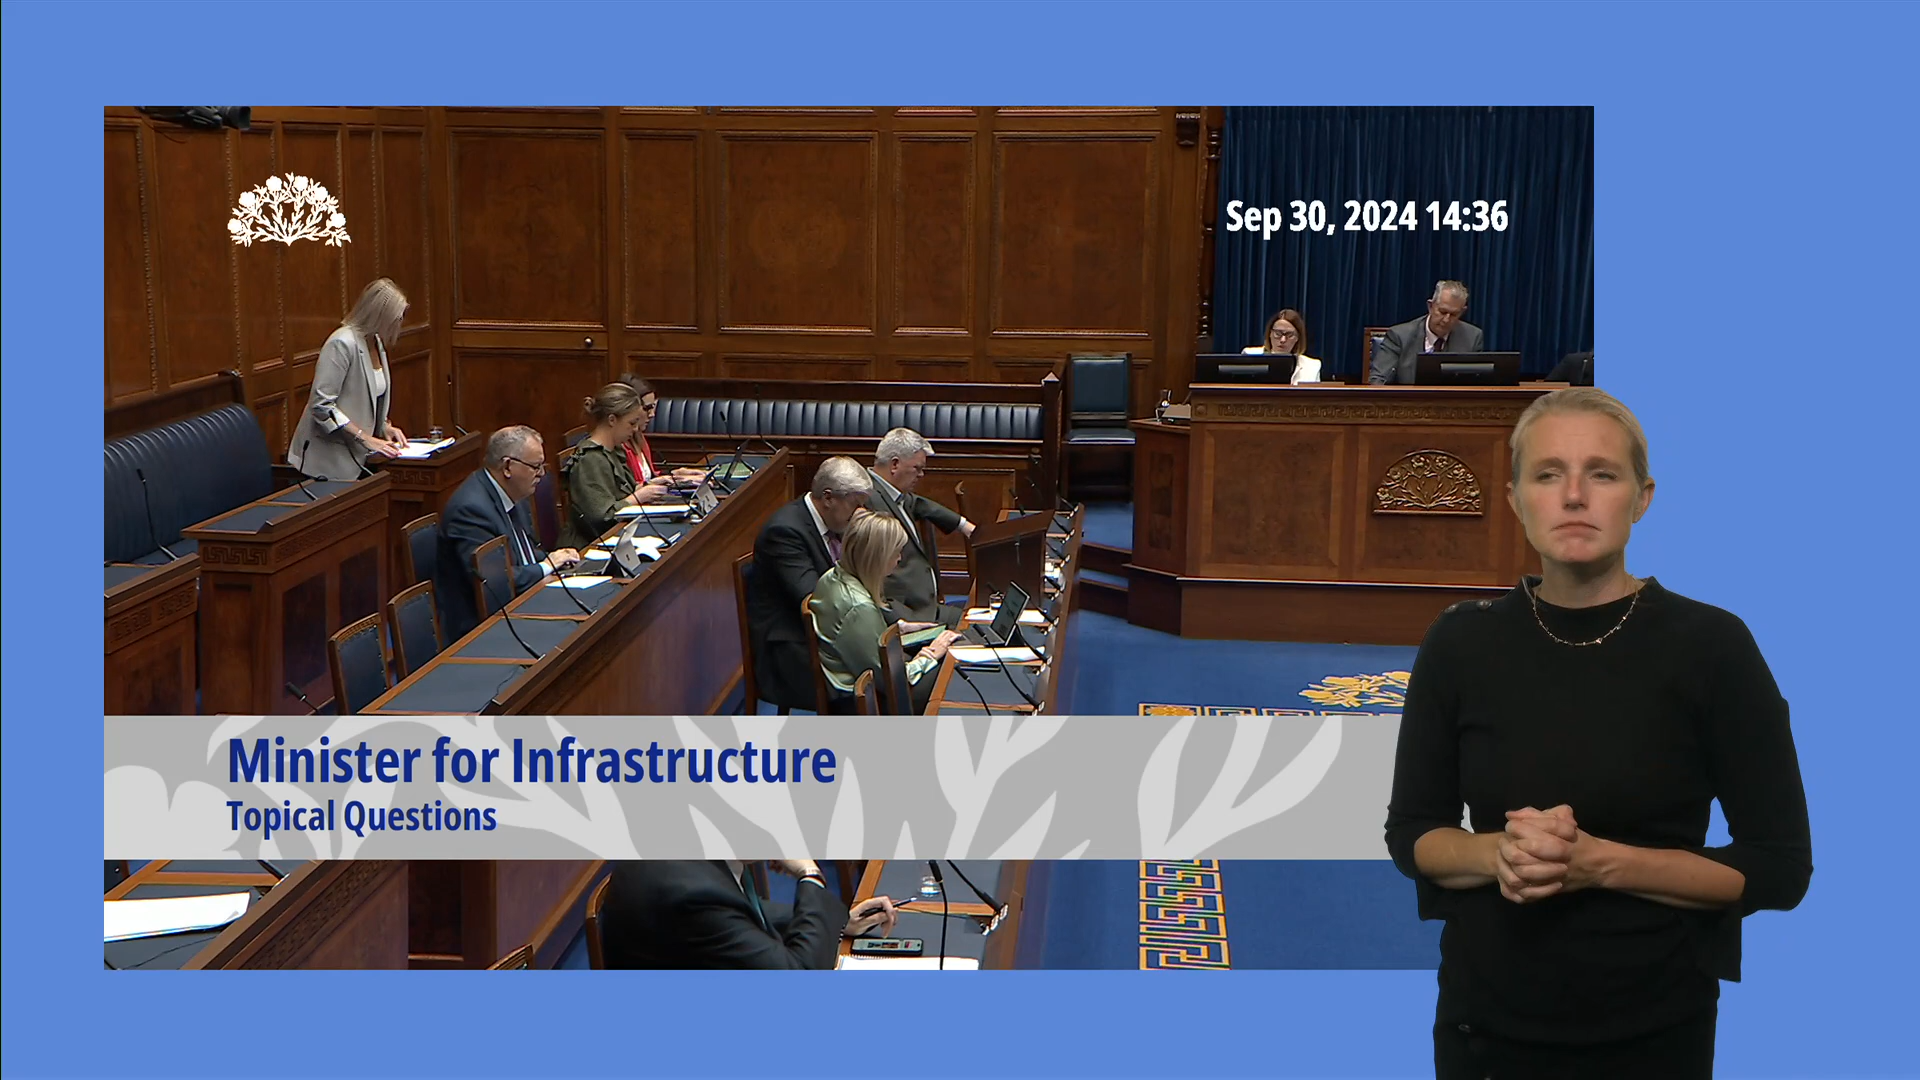 Sep 30, 2024 14:36
Minister for Infrastructure
Topical Questions